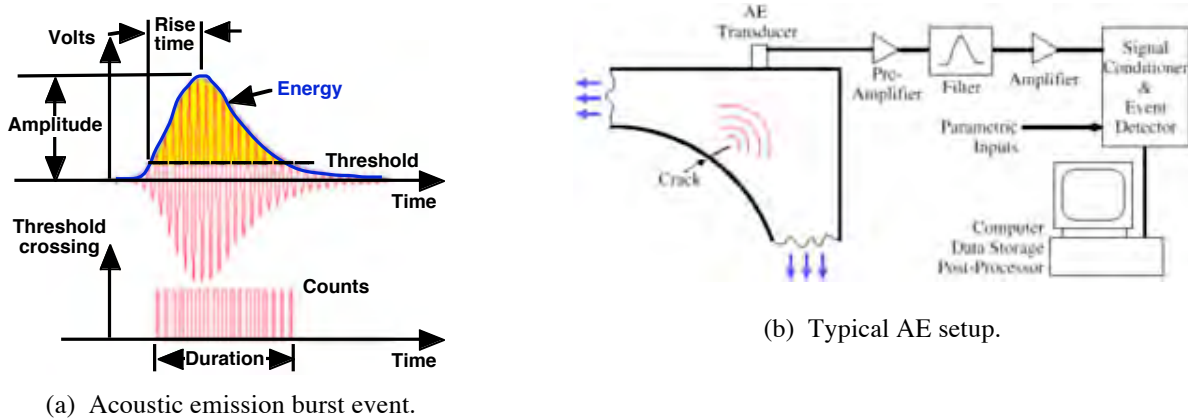 Volts
Rise
time
Energy
Amplitude
Threshold
Time
Threshold
crossing
Counts
Time
Duration
(a) Acoustic emission burst event.
AE
Transducer
Pre-
Amplifier
Filter
Amplifier
Signal
Conditioner
&
Event
Detector
Parametric
Inputs
Crack
Computer
Data Storage
Post-Processor
(b) Typical AE setup.